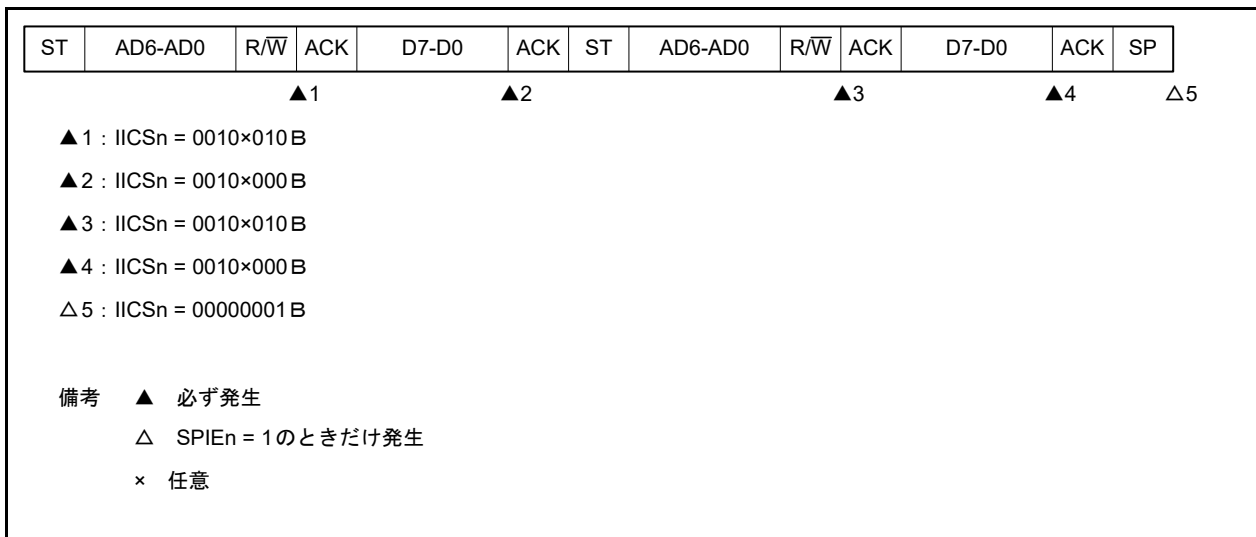 ST AD6-AD0 R/W̅ ACK D7-D0 ACK ST AD6-AD0 R/W̅ ACK D7-D0 ACK SP
▲1 ▲2 ▲3 ▲4 △5
▲1：IICSn = 0010×010B
▲2：IICSn = 0010×000B
▲3：IICSn = 0010×010B
▲4：IICSn = 0010×000B
△5：IICSn = 00000001B
備考 ▲ 必ず発生
△ SPIEn = 1のときだけ発生
× 任意